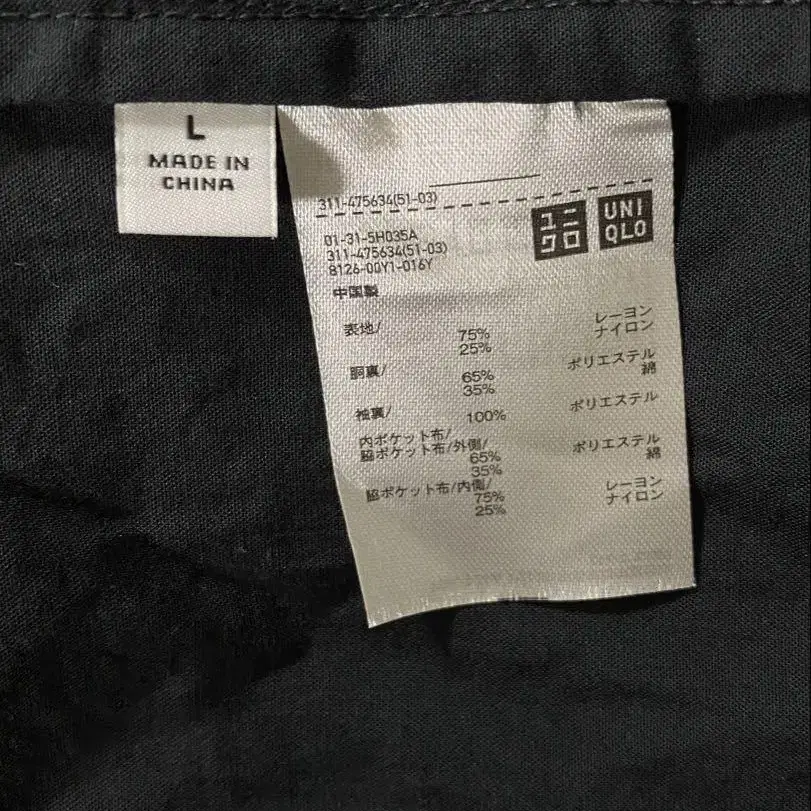 L
MADE IN
CHINA
311-475634(51-03)
ユニ
クロ
UNI
QLO
01-31-5H035A
311-475634(51-03)
8126-00Y1-016Y
中国製
表地/
75% レーヨン
25% ナイロン
胴裏/
65% ポリエステル
35% 綿
袖裏/
100% ポリエステル
内ポケット布/
脇ポケット布/外側/
65% ポリエステル
35% 綿
脇ポケット布/内側/
75% レーヨン
25% ナイロン